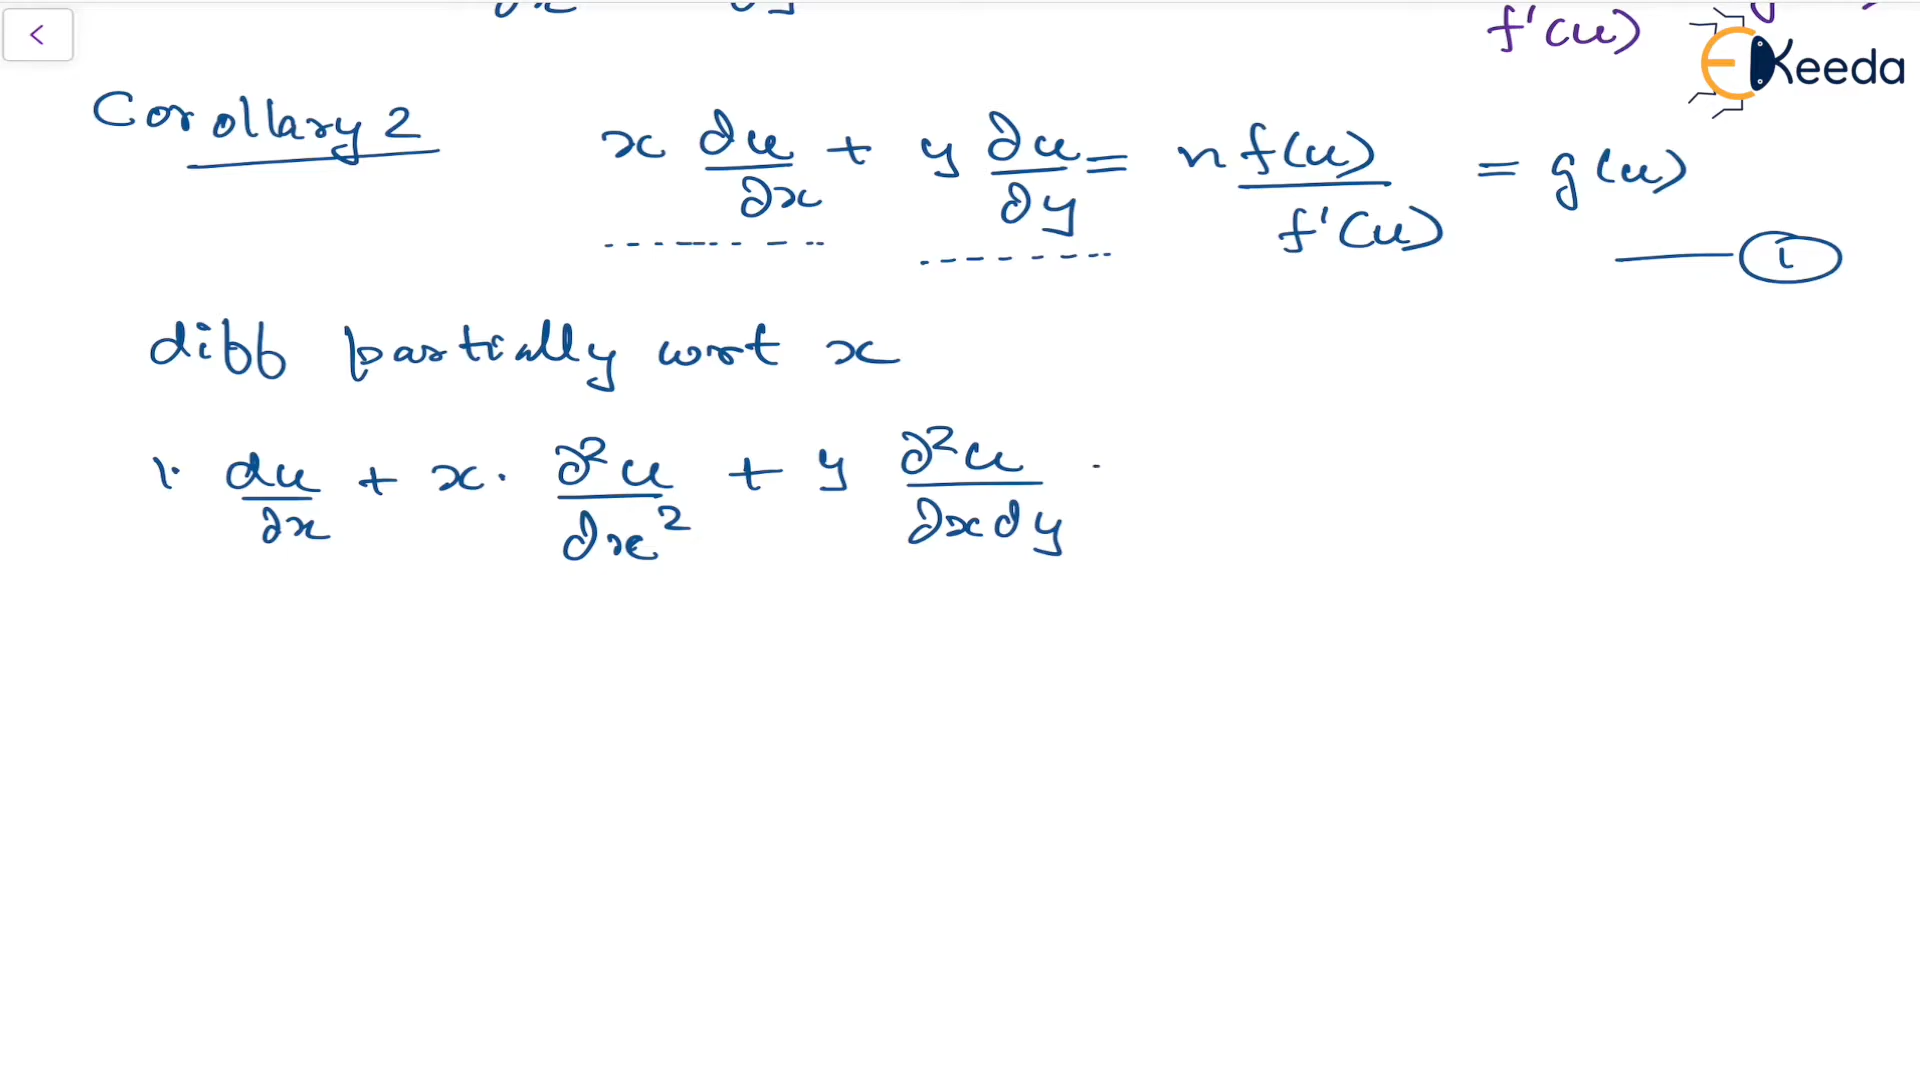 f'(u)
Keeda
Corollary 2 x ∂u/∂x + y ∂u/∂y = n f(u)/f'(u) = g(u) —— ①
diff partially wrt x
1· ∂u/∂x + x· ∂²u/∂x² + y ∂²u/∂x∂y